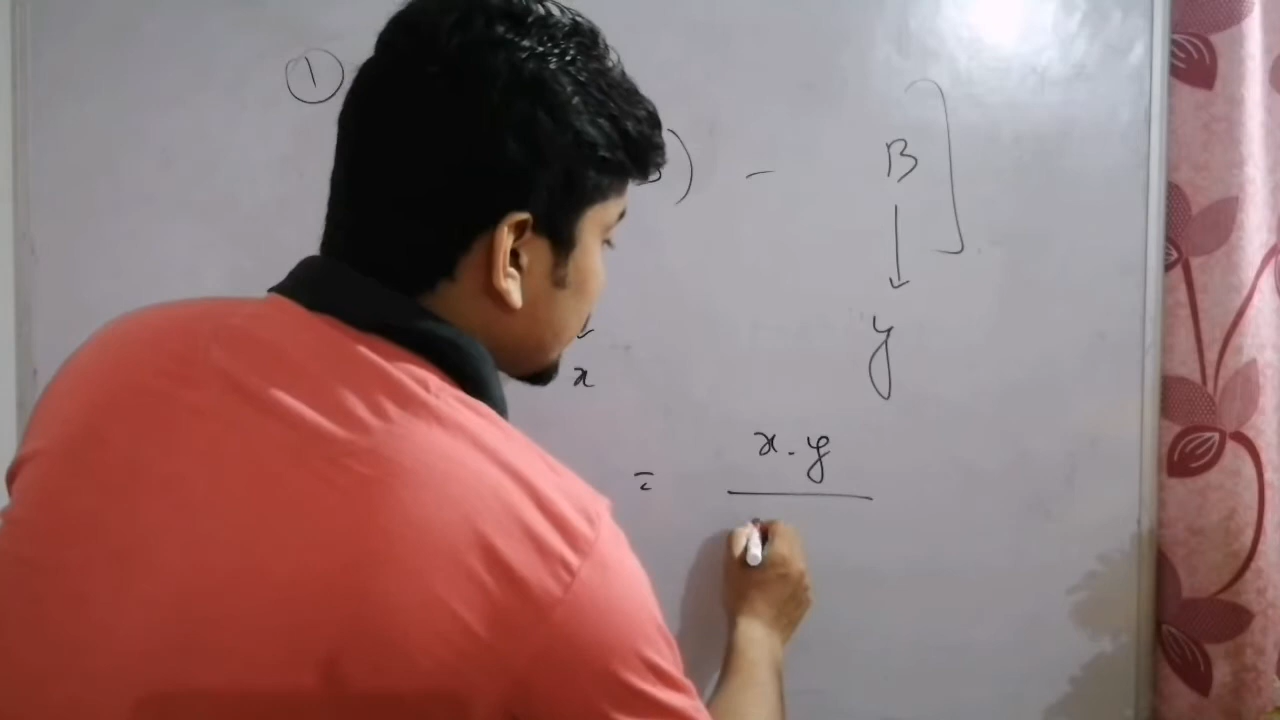 ①
) - B ]
↓
y
x
= x . y